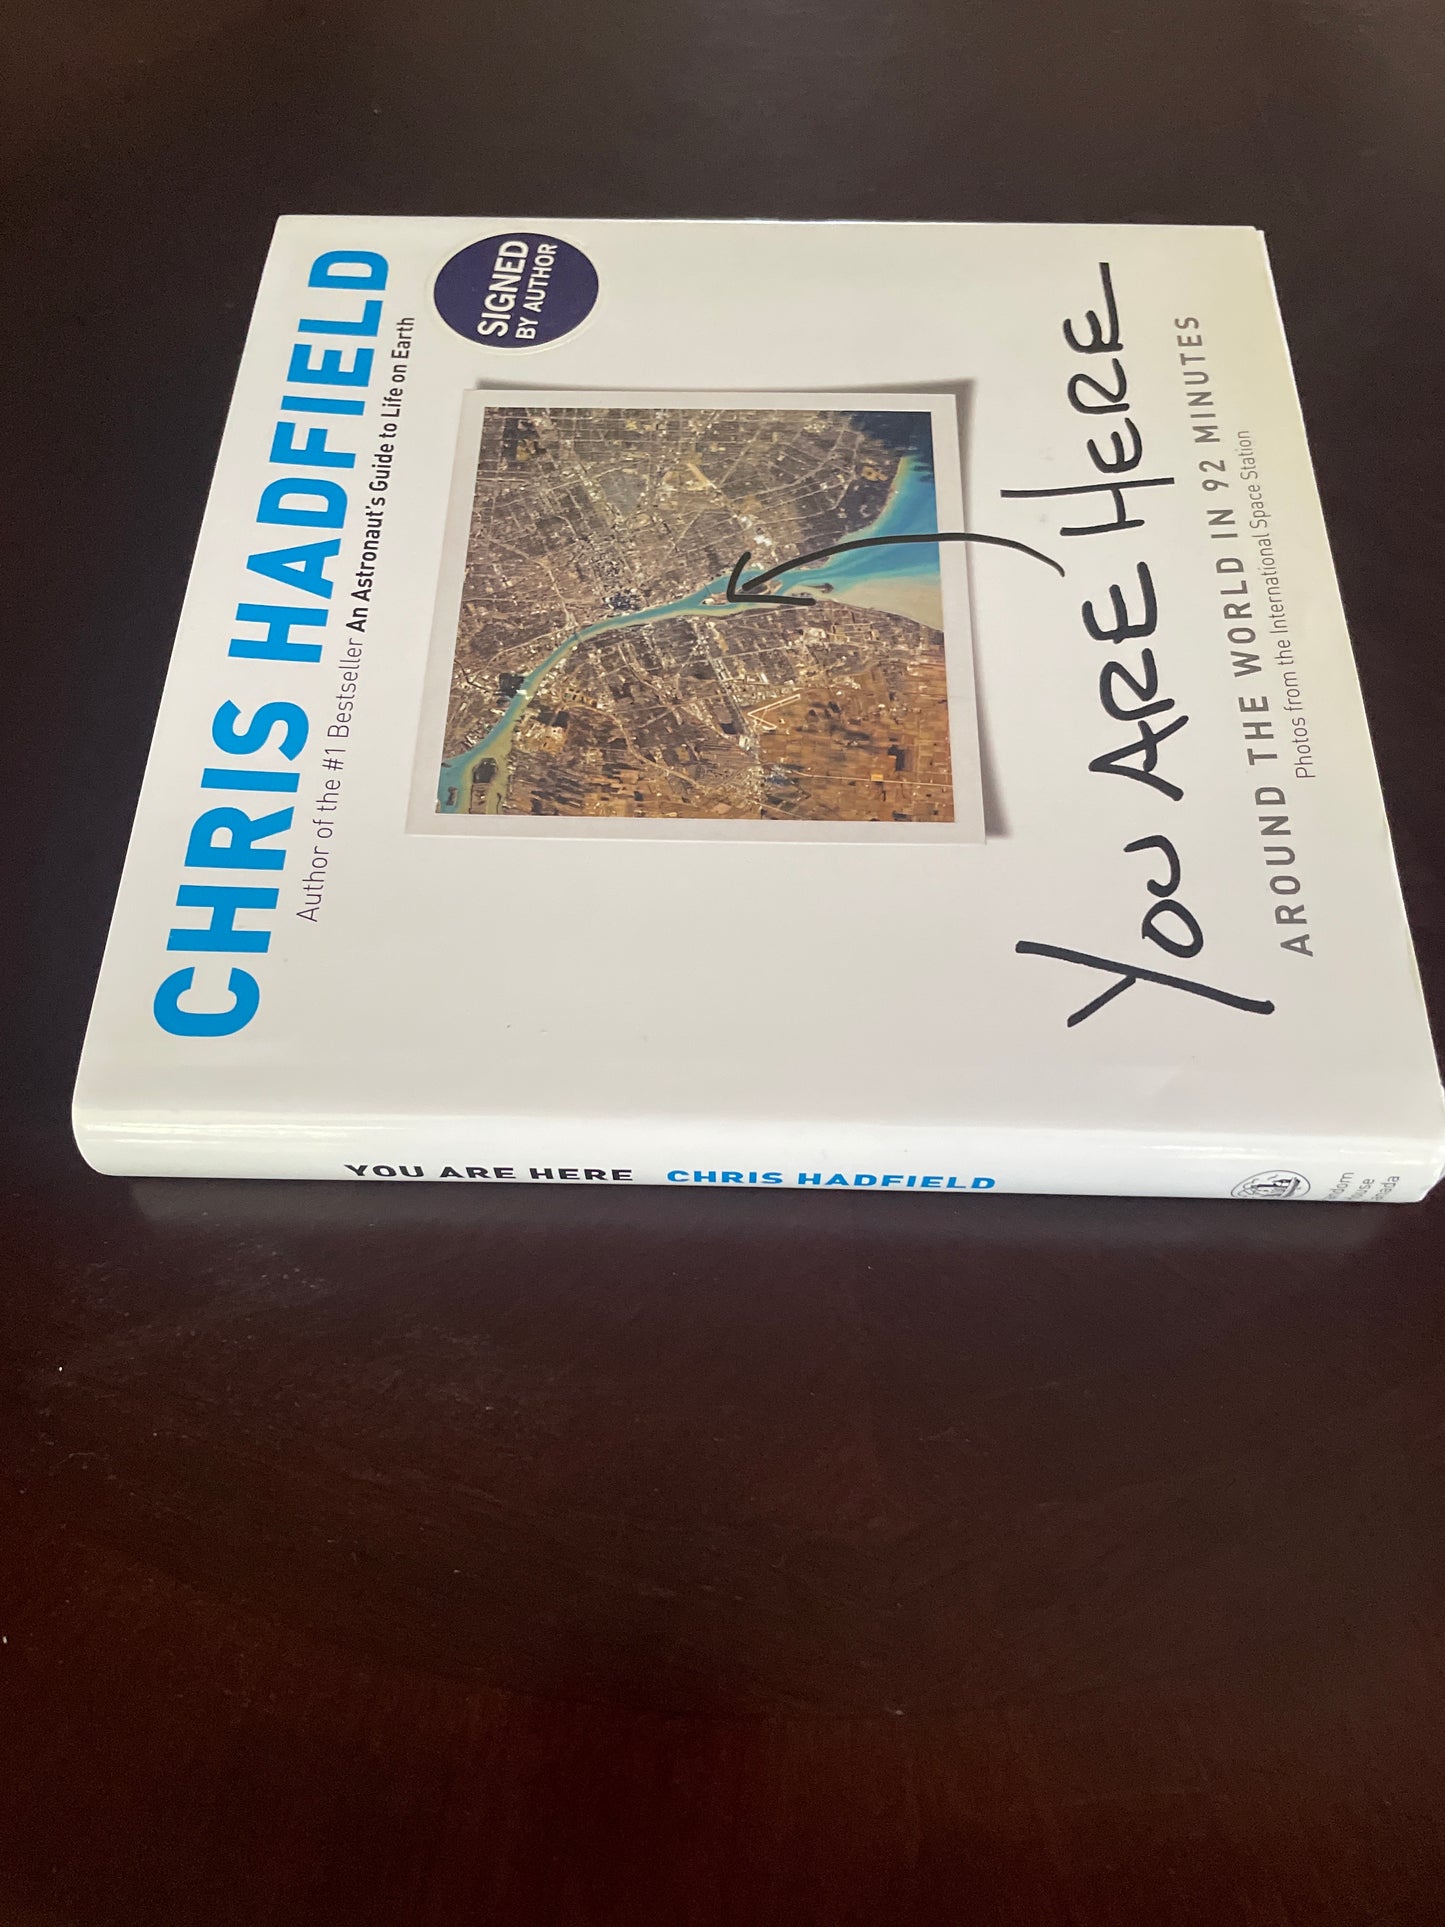 CHRIS HADFIELD
Author of the #1 Bestseller An Astronaut's Guide to Life on Earth
SIGNED
BY AUTHOR
YOU ARE HERE
AROUND THE WORLD IN 92 MINUTES
Photos from the International Space Station
YOU ARE HERE CHRIS HADFIELD